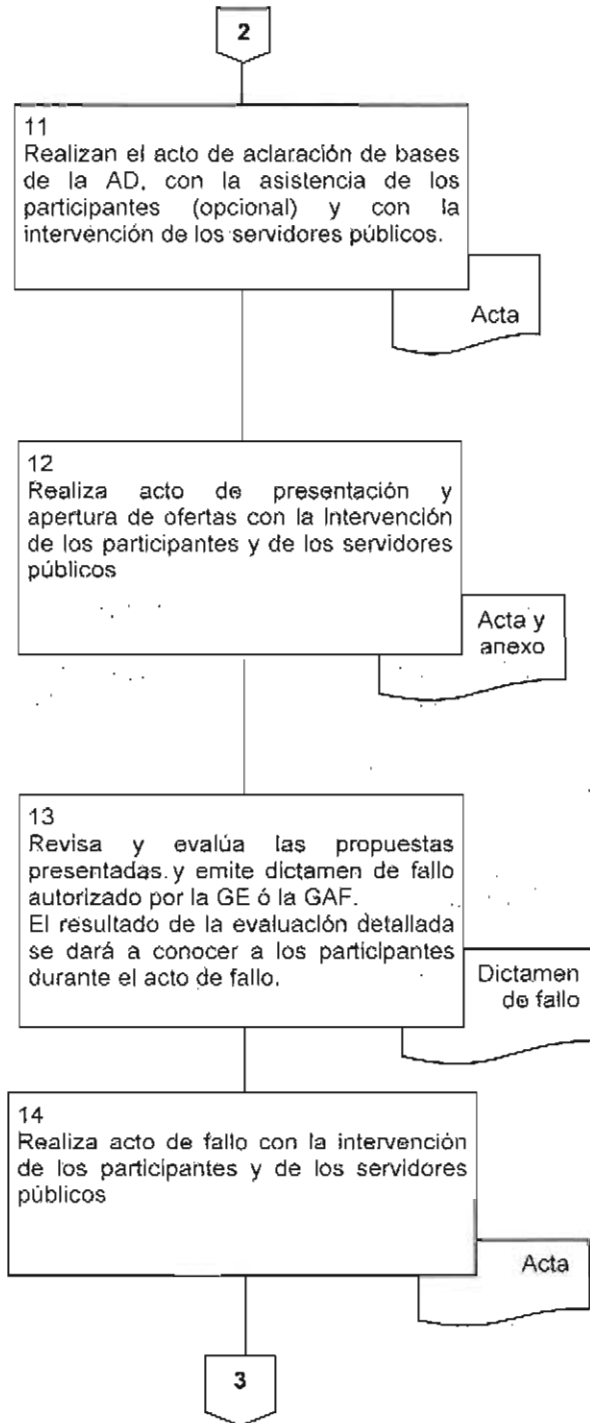 2
11
Realizan el acto de aclaración de bases
de la AD, con la asistencia de los
participantes (opcional) y con la
intervención de los servidores públicos.
Acta
12
Realiza acto de presentación y
apertura de ofertas con la Intervención
de los participantes y de los servidores
públicos
Acta y
anexo
13
Revisa y evalúa las propuestas
presentadas. y emite dictamen de fallo
autorizado por la GE ó la GAF.
El resultado de la evaluación detallada
se dará a conocer a los participantes
durante el acto de fallo.
Dictamen
de fallo
14
Realiza acto de fallo con la intervención
de los participantes y de los servidores
públicos
Acta
3